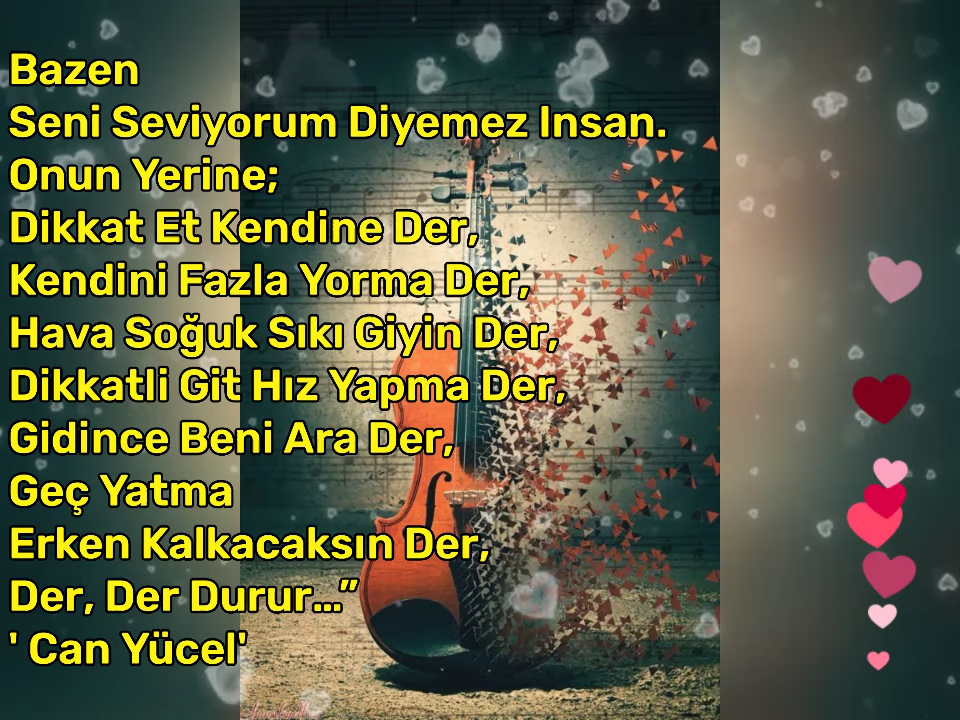 Bazen
Seni Seviyorum Diyemez Insan.
Onun Yerine;
Dikkat Et Kendine Der,
Kendini Fazla Yorma Der,
Hava Soğuk Sıkı Giyin Der,
Dikkatli Git Hız Yapma Der,
Gidince Beni Ara Der,
Geç Yatma
Erken Kalkacaksın Der,
Der, Der Durur...”
' Can Yücel'